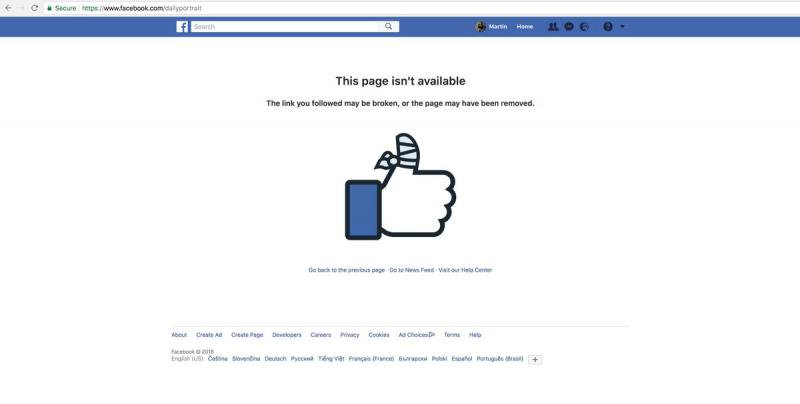 Secure https://www.facebook.com/dailyportrait
f Search Martin Home
This page isn't available
The link you followed may be broken, or the page may have been removed.
Go back to the previous page · Go to News Feed · Visit our Help Center
About Create Ad Create Page Developers Careers Privacy Cookies Ad Choices Terms Help
Facebook © 2018
English (US) Čeština Slovenčina Deutsch Русский Tiếng Việt Français (France) Български Polski Español Português (Brasil) +